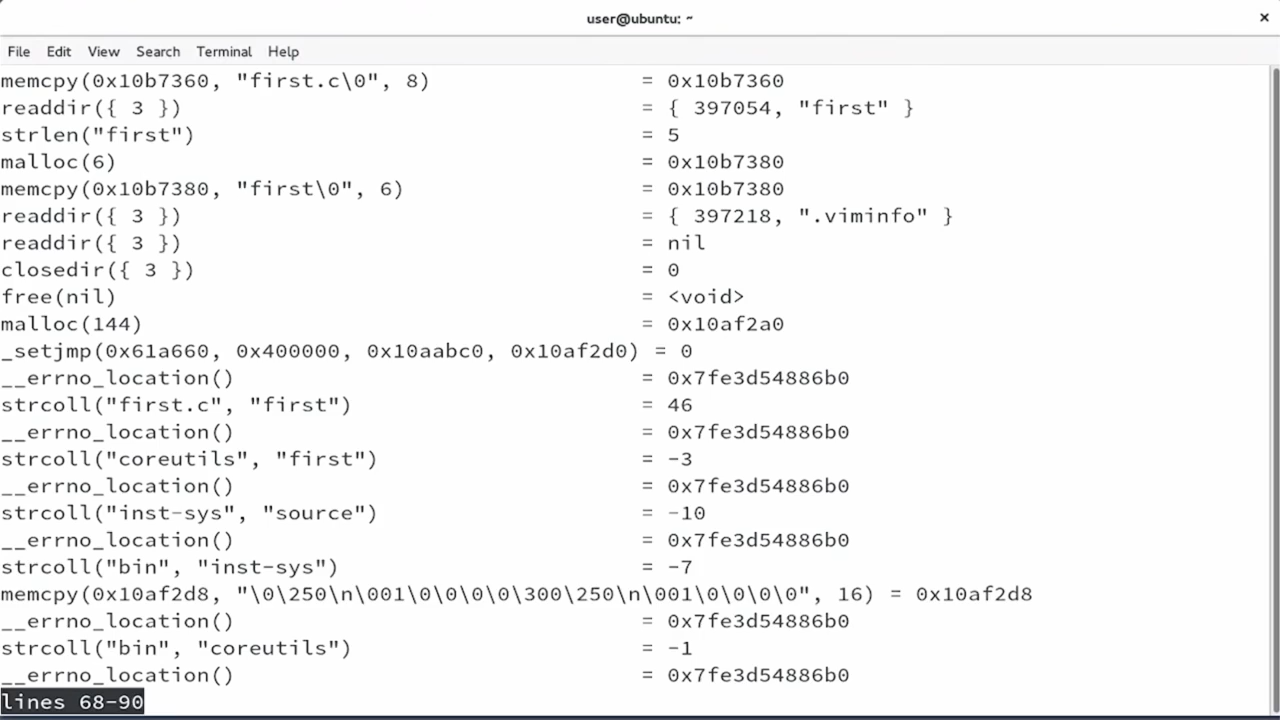 user@ubuntu: ~
×
File Edit View Search Terminal Help
memcpy(0x10b7360, "first.c\0", 8) = 0x10b7360
readdir({ 3 }) = { 397054, "first" }
strlen("first") = 5
malloc(6) = 0x10b7380
memcpy(0x10b7380, "first\0", 6) = 0x10b7380
readdir({ 3 }) = { 397218, ".viminfo" }
readdir({ 3 }) = nil
closedir({ 3 }) = 0
free(nil) = <void>
malloc(144) = 0x10af2a0
_setjmp(0x61a660, 0x400000, 0x10aabc0, 0x10af2d0) = 0
__errno_location() = 0x7fe3d54886b0
strcoll("first.c", "first") = 46
__errno_location() = 0x7fe3d54886b0
strcoll("coreutils", "first") = -3
__errno_location() = 0x7fe3d54886b0
strcoll("inst-sys", "source") = -10
__errno_location() = 0x7fe3d54886b0
strcoll("bin", "inst-sys") = -7
memcpy(0x10af2d8, "\0\250\n\001\0\0\0\0\300\250\n\001\0\0\0\0", 16) = 0x10af2d8
__errno_location() = 0x7fe3d54886b0
strcoll("bin", "coreutils") = -1
__errno_location() = 0x7fe3d54886b0
lines 68-90